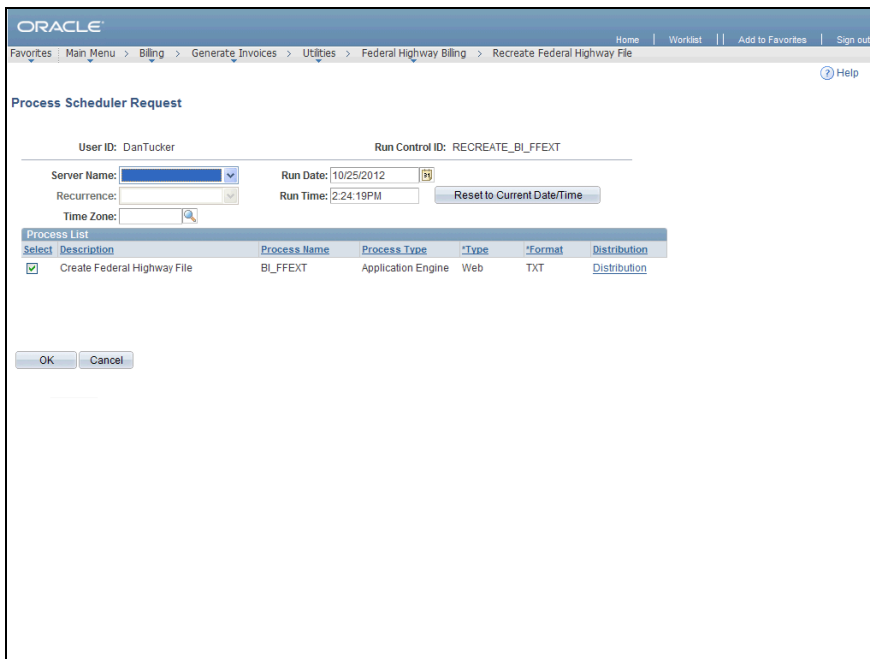 ORACLE
Home | Worklist || Add to Favorites | Sign out
Favorites | Main Menu > Billing > Generate Invoices > Utilities > Federal Highway Billing > Recreate Federal Highway File
? Help
Process Scheduler Request
User ID: DanTucker Run Control ID: RECREATE_BI_FFEXT
Server Name: Run Date: 10/25/2012 31
Recurrence: Run Time: 2:24:19PM Reset to Current Date/Time
Time Zone:
Process List
Select Description Process Name Process Type *Type *Format Distribution
Create Federal Highway File BI_FFEXT Application Engine Web TXT Distribution
OK Cancel